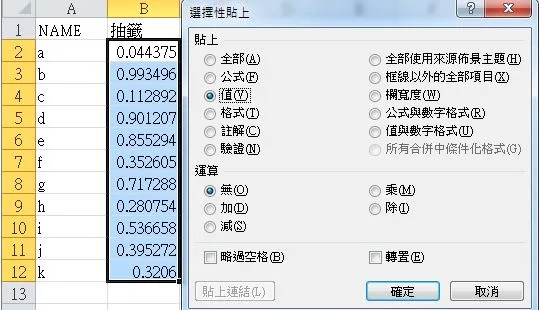 A B
1 NAME 抽籤
2 a 0.044375
3 b 0.993496
4 c 0.112892
5 d 0.901207
6 e 0.855294
7 f 0.352605
8 g 0.717288
9 h 0.280754
10 i 0.536658
11 j 0.395272
12 k 0.3206
13
選擇性貼上
貼上
全部(A) 全部使用來源佈景主題(H)
公式(F) 框線以外的全部項目(X)
值(V) 欄寬度(W)
格式(T) 公式與數字格式(R)
註解(C) 值與數字格式(U)
驗證(N) 所有合併中條件化格式(G)
運算
無(O) 乘(M)
加(D) 除(I)
減(S)
略過空格(B) 轉置(E)
貼上連結(L) 確定 取消